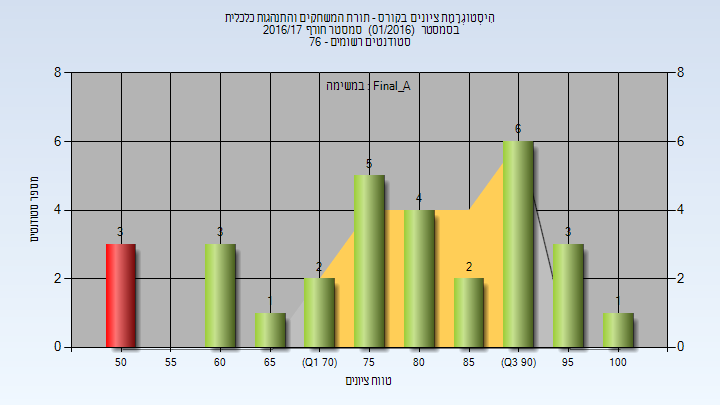 הִיסְטוֹגְרָמַת ציונים בקורס - תורת המשחקים והתנהגות כלכלית
בסמסטר (01/2016) סמסטר חורף 2016/17
סטודנטים רשומים - 76
במשימה : Final_A
8 8
6 6
4 4
2 2
0 0
מספר סטודנטים
3 3 1 2 5 4 2 6 3 1
50 55 60 65 (Q1 70) 75 80 85 (Q3 90) 95 100
טווח ציונים